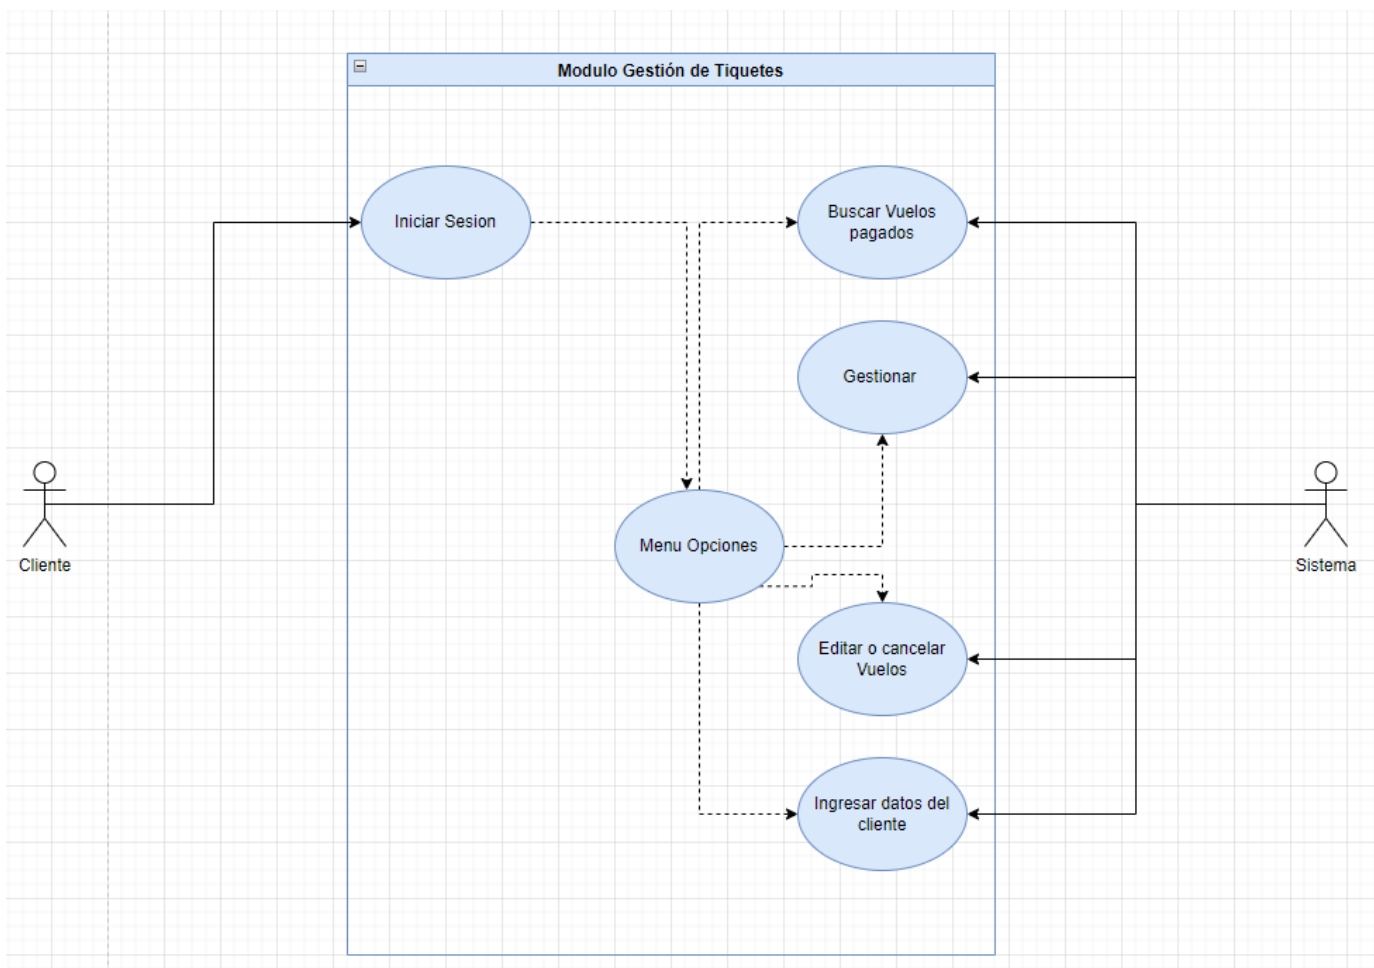 Modulo Gestión de Tiquetes
Iniciar Sesion
Buscar Vuelos
pagados
Gestionar
Menu Opciones
Cliente
Sistema
Editar o cancelar
Vuelos
Ingresar datos del
cliente